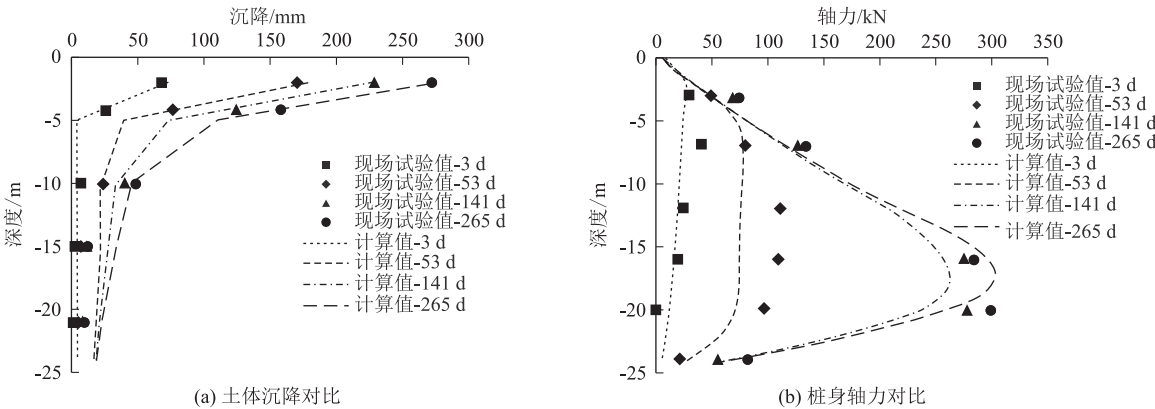 沉降/mm
0 50 100 150 200 250 300
0
-5
-10
-15
-20
-25
深度/m
现场试验值-3 d
现场试验值-53 d
现场试验值-141 d
现场试验值-265 d
计算值-3 d
计算值-53 d
计算值-141 d
计算值-265 d
(a) 土体沉降对比
轴力/kN
0 50 100 150 200 250 300 350
0
-5
-10
-15
-20
-25
深度/m
现场试验值-3 d
现场试验值-53 d
现场试验值-141 d
现场试验值-265 d
计算值-3 d
计算值-53 d
计算值-141 d
计算值-265 d
(b) 桩身轴力对比